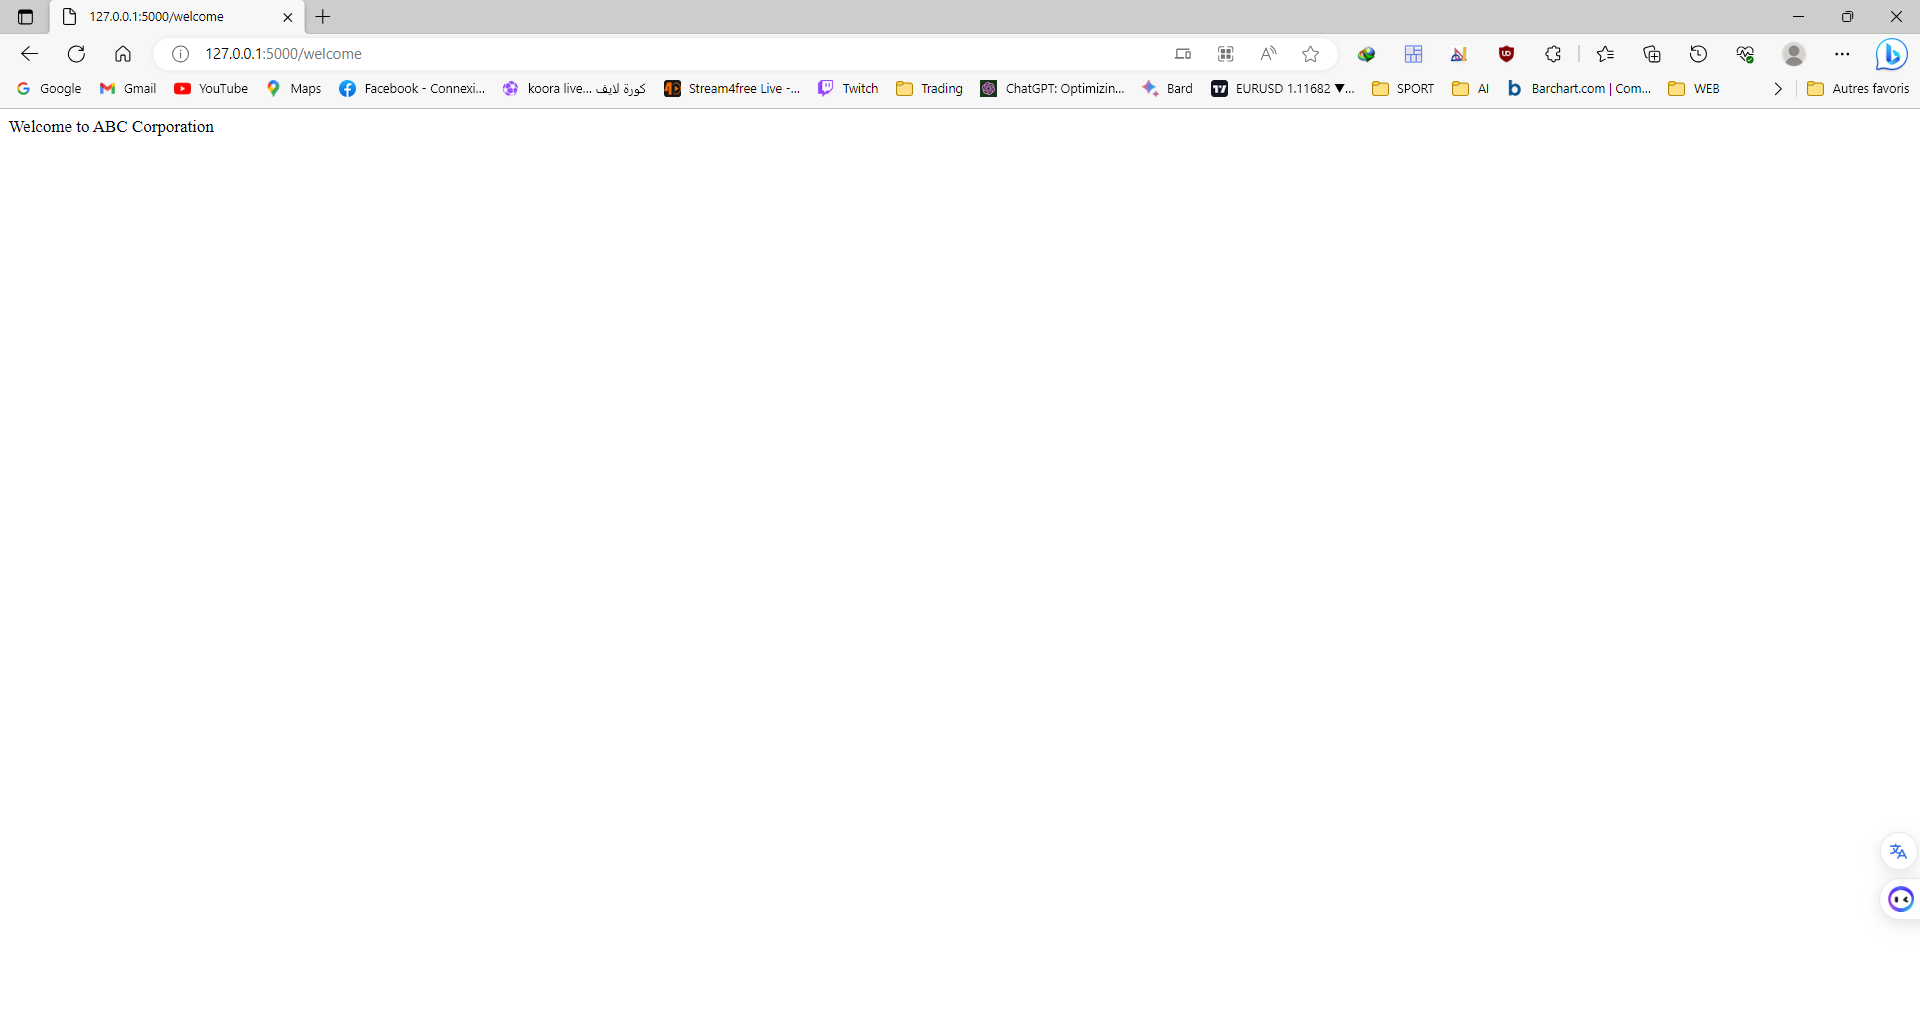 127.0.0.1:5000/welcome
127.0.0.1:5000/welcome
Google Gmail YouTube Maps Facebook - Connexi... koora live... كورة لايف Stream4free Live -... Twitch Trading ChatGPT: Optimizin... Bard EURUSD 1.11682 ▼... SPORT AI Barchart.com | Com... WEB Autres favoris
Welcome to ABC Corporation